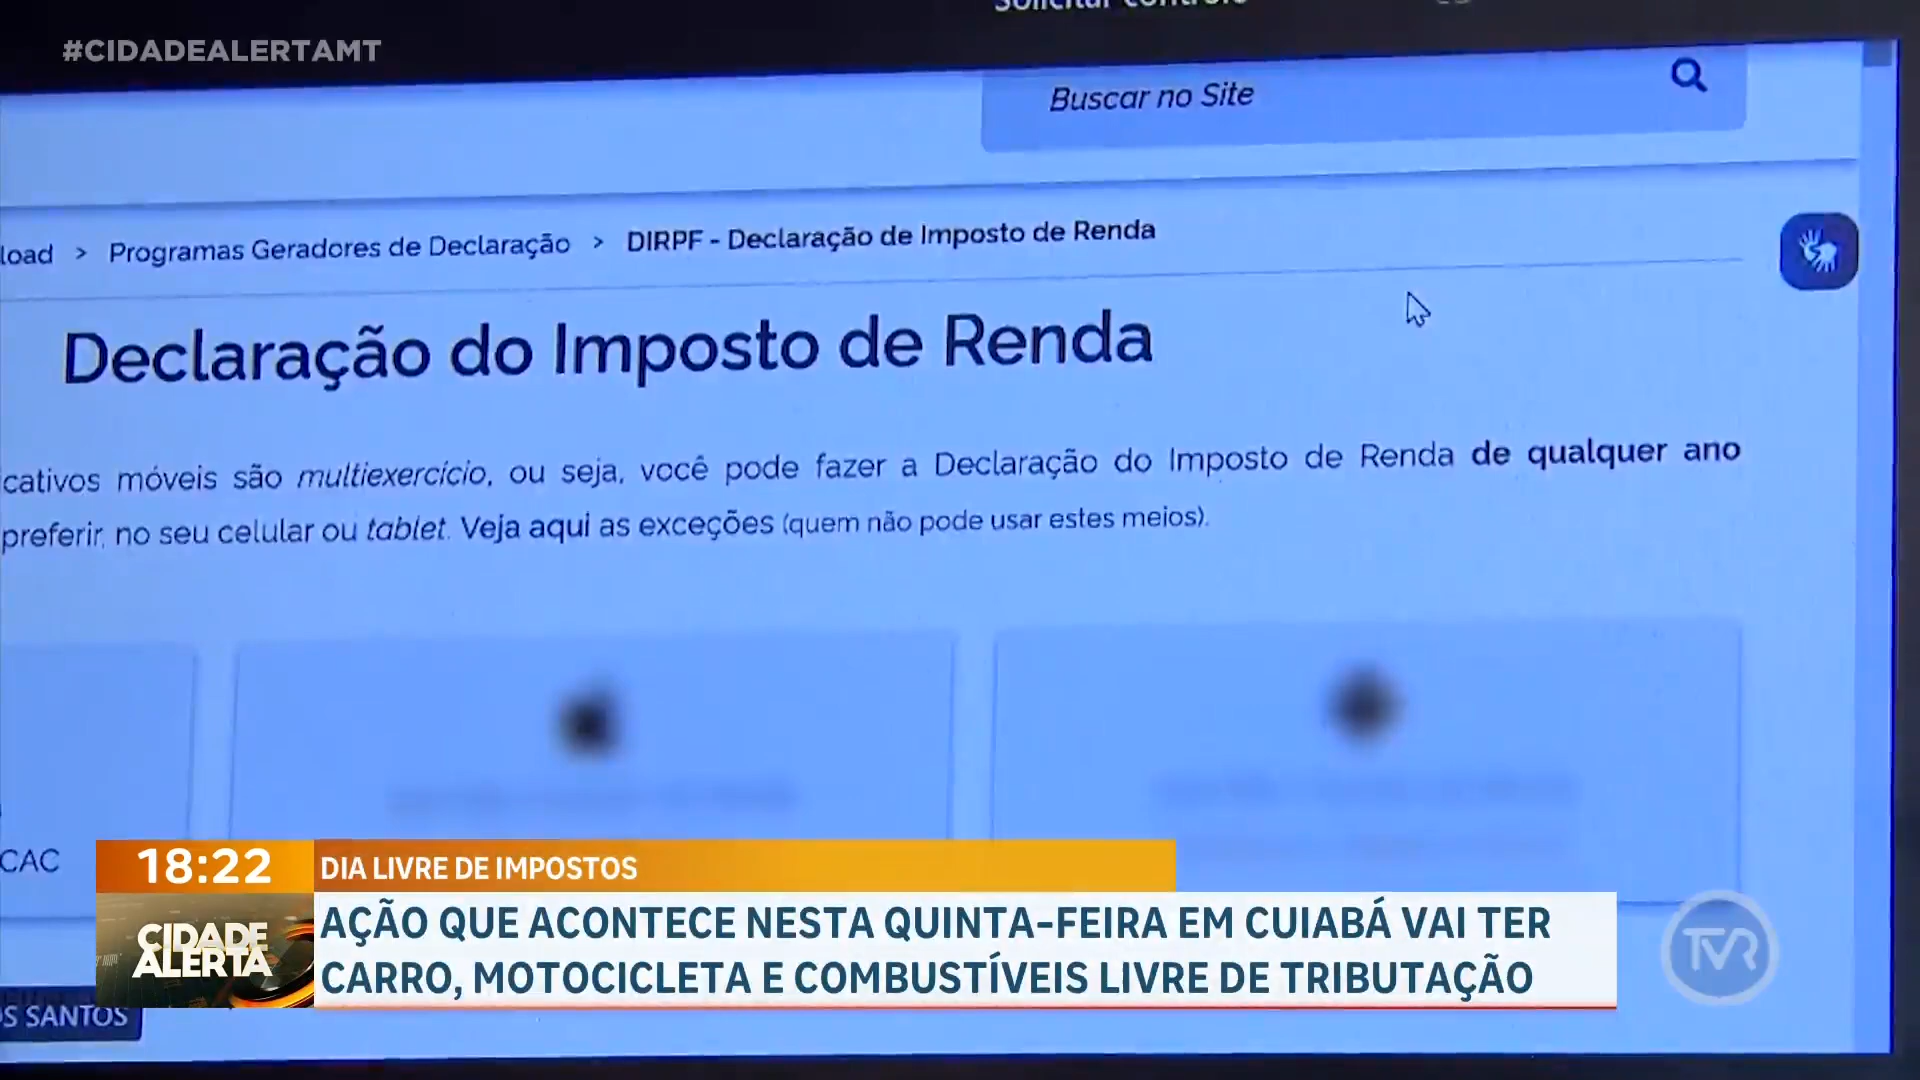 #CIDADEALERTAMT
Buscar no Site
load > Programas Geradores de Declaração > DIRPF - Declaração de Imposto de Renda
Declaração do Imposto de Renda
cativos móveis são multiexercício, ou seja, você pode fazer a Declaração do Imposto de Renda de qualquer ano
preferir, no seu celular ou tablet. Veja aqui as exceções (quem não pode usar estes meios).
CAC
18:22
DIA LIVRE DE IMPOSTOS
CIDADE
ALERTA
AÇÃO QUE ACONTECE NESTA QUINTA-FEIRA EM CUIABÁ VAI TER
CARRO, MOTOCICLETA E COMBUSTÍVEIS LIVRE DE TRIBUTAÇÃO
TVR
OS SANTOS